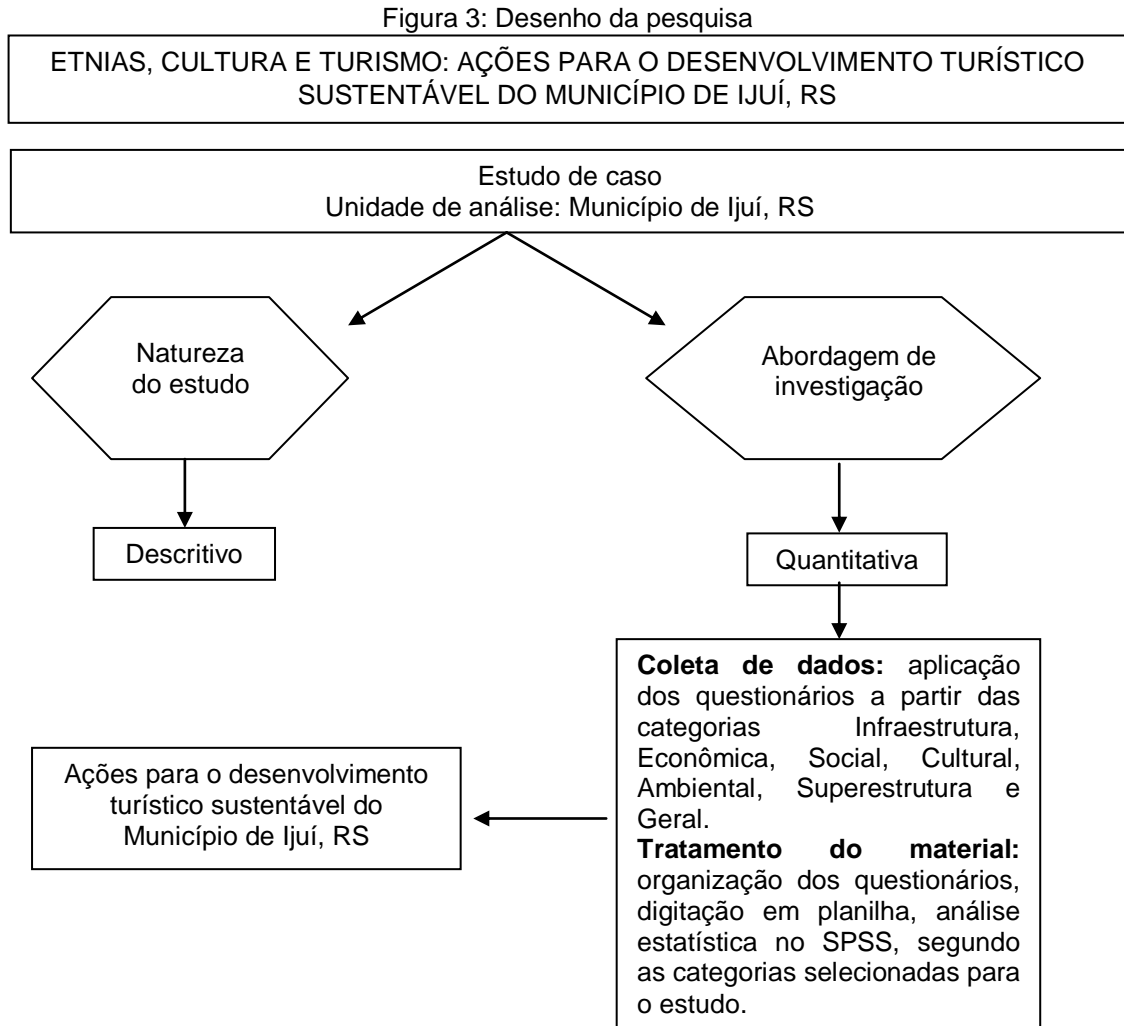 Figura 3: Desenho da pesquisa
ETNIAS, CULTURA E TURISMO: AÇÕES PARA O DESENVOLVIMENTO TURÍSTICO
SUSTENTÁVEL DO MUNICÍPIO DE IJUÍ, RS
Estudo de caso
Unidade de análise: Município de Ijuí, RS
Natureza
do estudo
Abordagem de
investigação
Descritivo
Quantitativa
Coleta de dados: aplicação
dos questionários a partir das
categorias Infraestrutura,
Econômica, Social, Cultural,
Ambiental, Superestrutura e
Geral.
Tratamento do material:
organização dos questionários,
digitação em planilha, análise
estatística no SPSS, segundo
as categorias selecionadas para
o estudo.
Ações para o desenvolvimento
turístico sustentável do
Município de Ijuí, RS